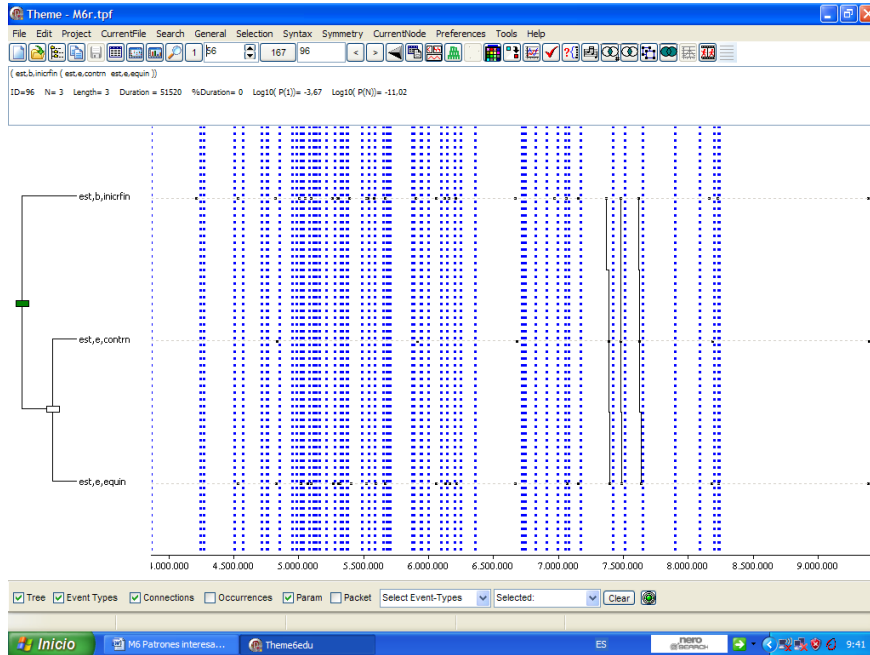 Theme - M6r.tpf
File Edit Project CurrentFile Search General Selection Syntax Symmetry CurrentNode Preferences Tools Help
1 56 167 96 < >
( est,b,inicrfin ( est,e,contrn est,e,equin ))
ID=96 N= 3 Length= 3 Duration = 51520 %Duration= 0 Log10( P(1))= -3,67 Log10( P(N))= -11,02
est,b,inicrfin
est,e,contrn
est,e,equin
4.500.000 5.000.000 5.500.000 6.000.000 6.500.000 7.000.000 7.500.000 8.000.000 8.500.000 9.000.000
Tree Event Types Connections Occurrences Param Packet Select Event-Types Selected: Clear
Inicio M6 Patrones interesa... Theme6edu ES nero SEARCH 9:41